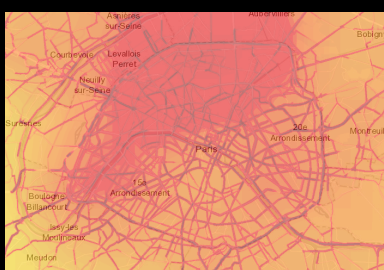 Asnières
sur-Seine
Aubervilliers
Bobign
Courbevoie
Levallois
Perret
Neuilly
sur-Seine
Suresnes
20e
Arrondissement
Montreuil
Paris
15e
Arrondissement
Boulogne
Billancourt
Issy-les
Moulineaux
Meudon